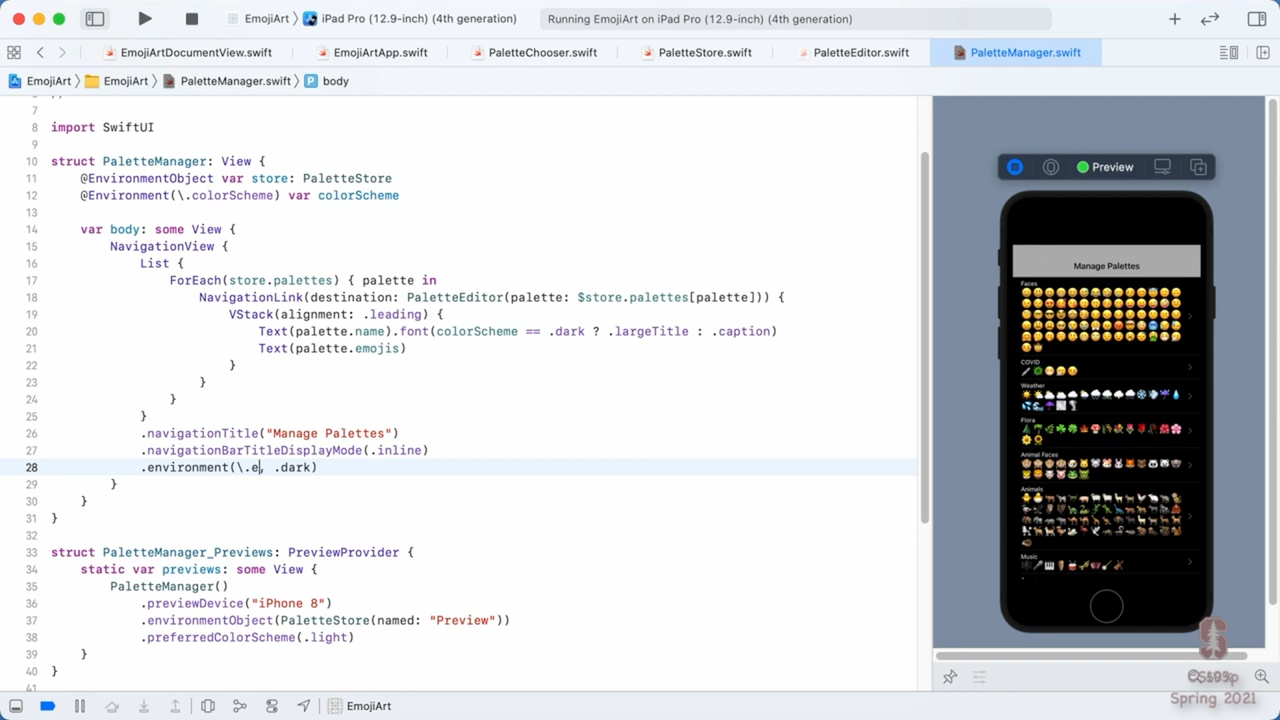 EmojiArt 〉 iPad Pro (12.9-inch) (4th generation)
Running EmojiArt on iPad Pro (12.9-inch) (4th generation)
EmojiArtDocumentView.swift EmojiArtApp.swift PaletteChooser.swift PaletteStore.swift PaletteEditor.swift PaletteManager.swift
EmojiArt 〉 EmojiArt 〉 PaletteManager.swift 〉 P body
7
8 import SwiftUI
9
10 struct PaletteManager: View {
11 @EnvironmentObject var store: PaletteStore
12 @Environment(\.colorScheme) var colorScheme
13
14 var body: some View {
15 NavigationView {
16 List {
17 ForEach(store.palettes) { palette in
18 NavigationLink(destination: PaletteEditor(palette: $store.palettes[palette])) {
19 VStack(alignment: .leading) {
20 Text(palette.name).font(colorScheme == .dark ? .largeTitle : .caption)
21 Text(palette.emojis)
22 }
23 }
24 }
25 }
26 .navigationTitle("Manage Palettes")
27 .navigationBarTitleDisplayMode(.inline)
28 .environment(\.e, .dark)
29 }
30 }
31 }
32
33 struct PaletteManager_Previews: PreviewProvider {
34 static var previews: some View {
35 PaletteManager()
36 .previewDevice("iPhone 8")
37 .environmentObject(PaletteStore(named: "Preview"))
38 .preferredColorScheme(.light)
39 }
40 }
41
Preview
Manage Palettes
Faces
COVID
Weather
Flora
Animal Faces
Animals
Music
EmojiArt
CS193p
Spring 2021